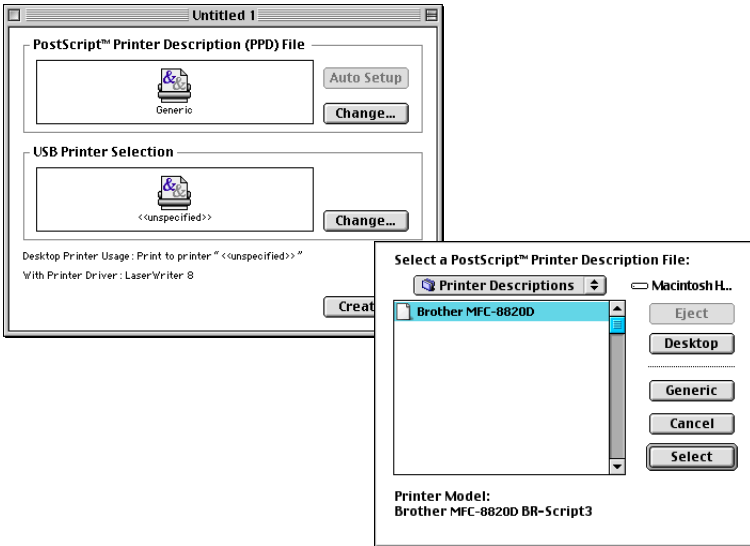 Untitled 1
PostScript™ Printer Description (PPD) File
Generic
Auto Setup
Change...
USB Printer Selection
<<unspecified>>
Change...
Desktop Printer Usage : Print to printer "<<unspecified>>"
With Printer Driver : LaserWriter 8
Creat
Select a PostScript™ Printer Description File:
Printer Descriptions
Macintosh H...
Brother MFC-8820D
Eject
Desktop
Generic
Cancel
Select
Printer Model:
Brother MFC-8820D BR-Script3